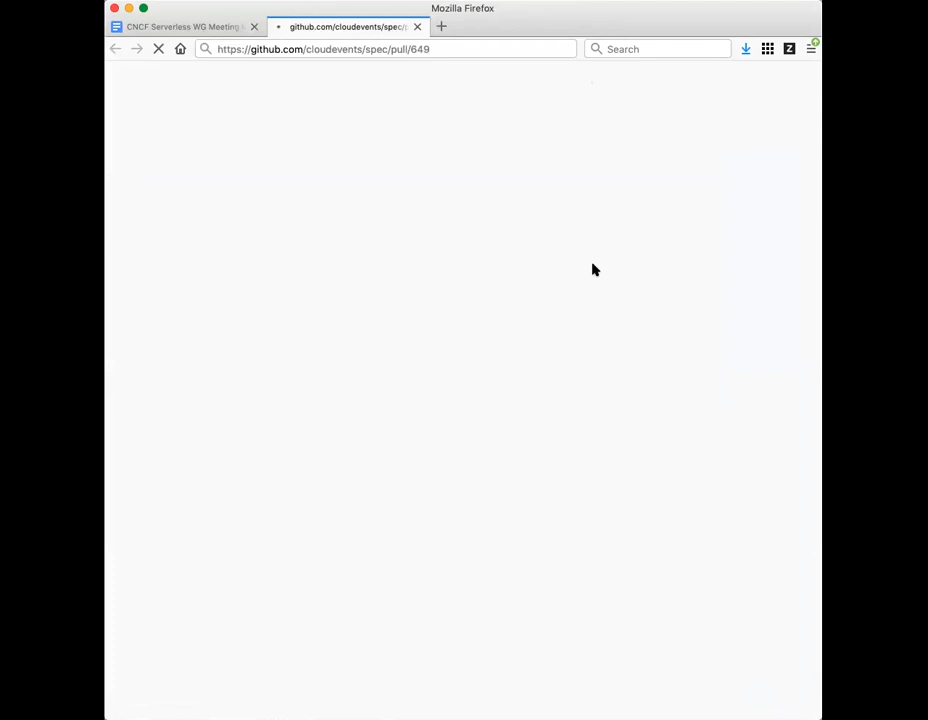 Mozilla Firefox
CNCF Serverless WG Meeting
github.com/cloudevents/spec/
https://github.com/cloudevents/spec/pull/649
Search
Z